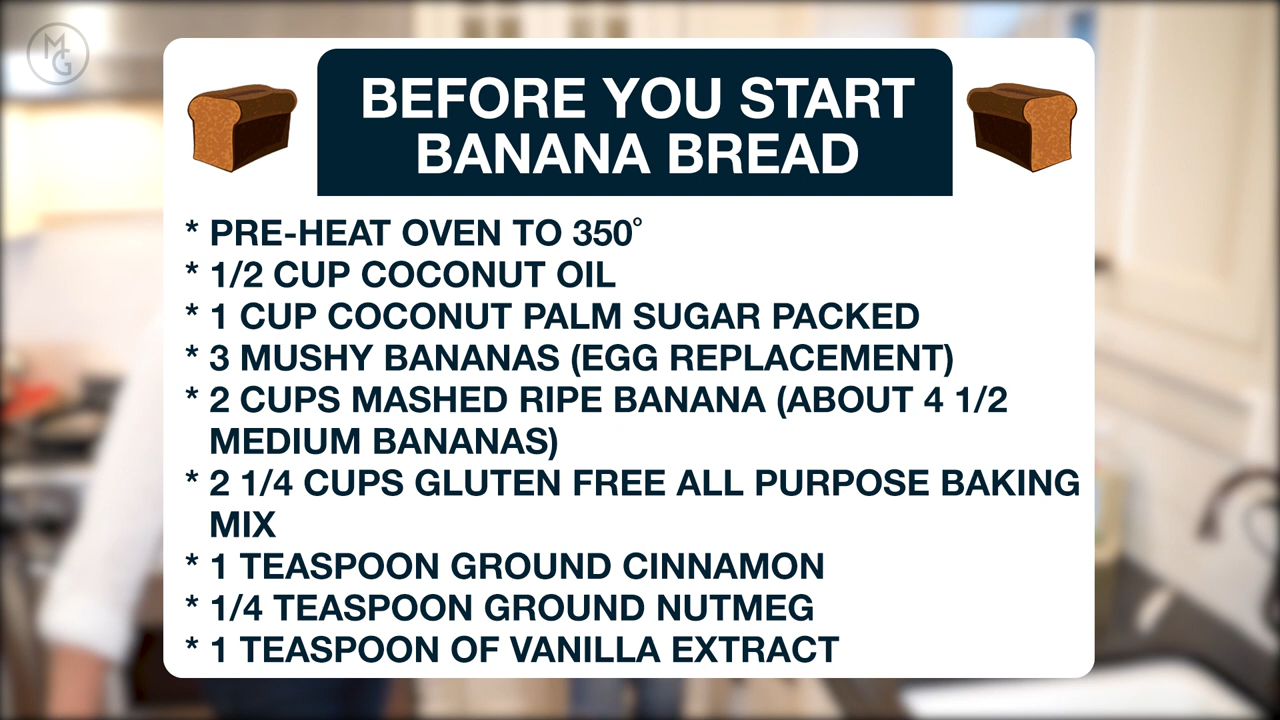 MG
BEFORE YOU START
BANANA BREAD
* PRE-HEAT OVEN TO 350°
* 1/2 CUP COCONUT OIL
* 1 CUP COCONUT PALM SUGAR PACKED
* 3 MUSHY BANANAS (EGG REPLACEMENT)
* 2 CUPS MASHED RIPE BANANA (ABOUT 4 1/2
MEDIUM BANANAS)
* 2 1/4 CUPS GLUTEN FREE ALL PURPOSE BAKING
MIX
* 1 TEASPOON GROUND CINNAMON
* 1/4 TEASPOON GROUND NUTMEG
* 1 TEASPOON OF VANILLA EXTRACT